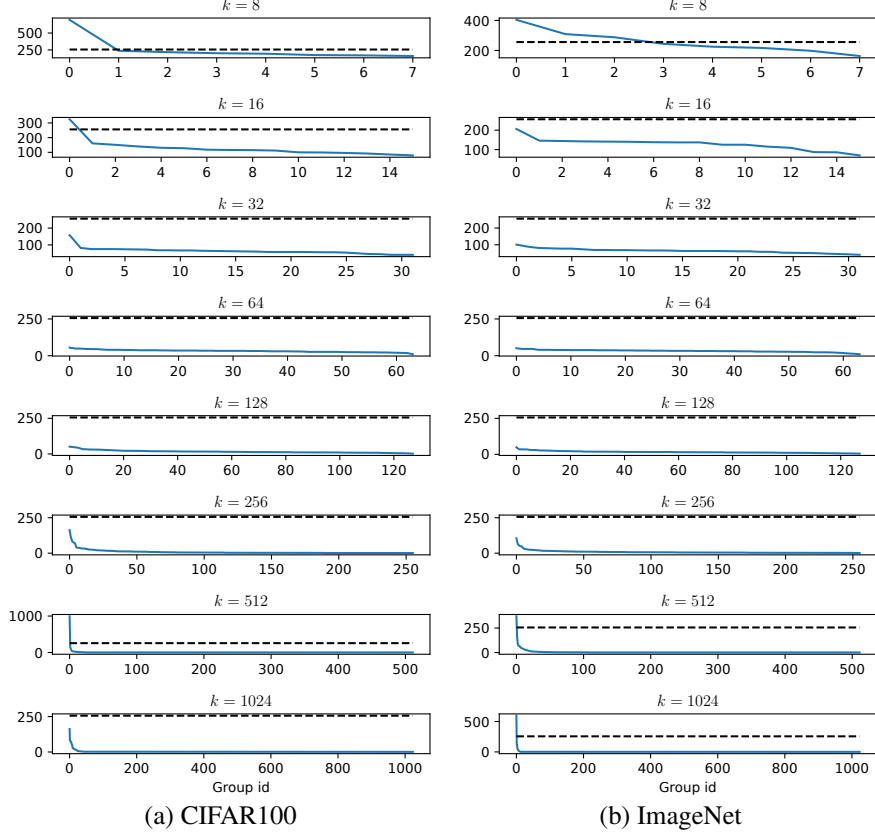 k = 8
500
250
0 1 2 3 4 5 6 7
k = 16
300
200
100
0 2 4 6 8 10 12 14
k = 32
200
100
0 5 10 15 20 25 30
k = 64
250
0
0 10 20 30 40 50 60
k = 128
250
0
0 20 40 60 80 100 120
k = 256
250
0
0 50 100 150 200 250
k = 512
1000
0
0 100 200 300 400 500
k = 1024
250
0
0 200 400 600 800 1000
Group id
(a) CIFAR100
k = 8
400
200
0 1 2 3 4 5 6 7
k = 16
200
100
0 2 4 6 8 10 12 14
k = 32
200
100
0 5 10 15 20 25 30
k = 64
250
0
0 10 20 30 40 50 60
k = 128
250
0
0 20 40 60 80 100 120
k = 256
250
0
0 50 100 150 200 250
k = 512
250
0
0 100 200 300 400 500
k = 1024
500
0
0 200 400 600 800 1000
Group id
(b) ImageNet